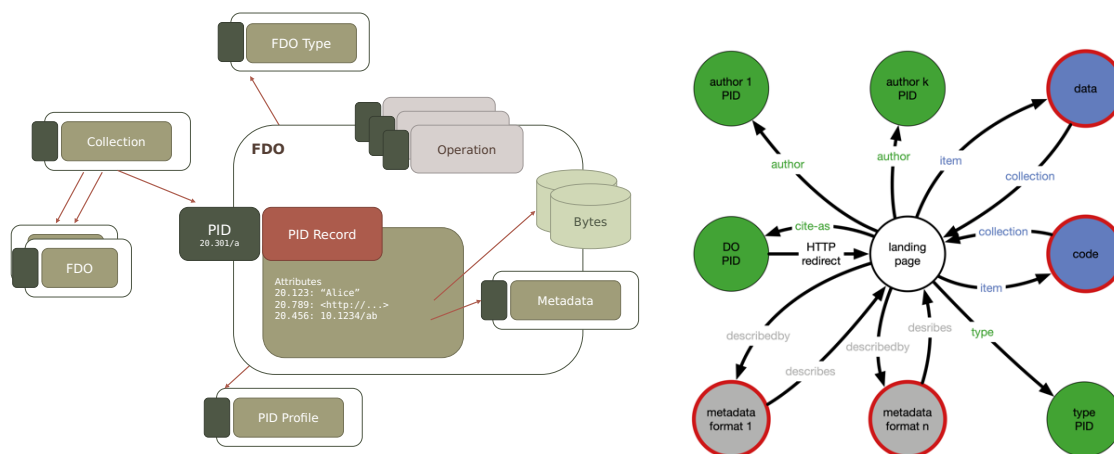 FDO Type
Collection
FDO
Operation
PID
20.301/a
PID Record
Bytes
FDO
Attributes
20.123: “Alice”
20.789: <http://...>
20.456: 10.1234/ab
Metadata
PID Profile
author 1
PID
author k
PID
data
author
author
item
collection
DO
PID
cite-as
HTTP
redirect
landing
page
collection
code
item
describedby
describedby
desribes
type
describes
metadata
format 1
metadata
format n
type
PID